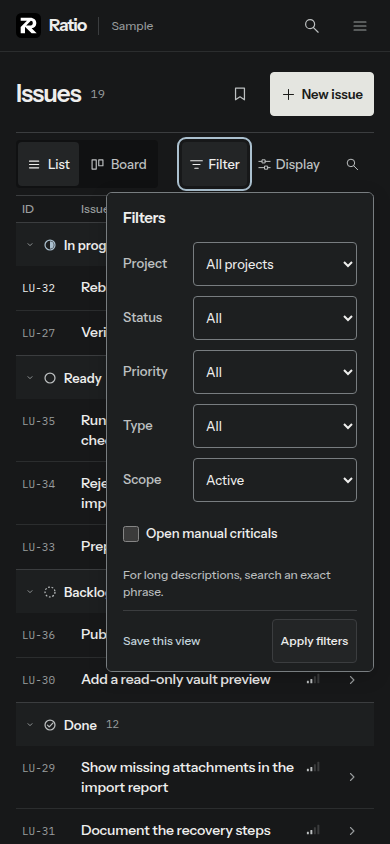 Ratio
Sample
Issues 19
New issue
List
Board
Filter
Display
ID
Issue
In prog
LU-32
Reb
LU-27
Veri
Ready
LU-35
Run
chec
LU-34
Reje
imp
LU-33
Prep
Backlo
LU-36
Pub
Filters
Project
All projects
Status
All
Priority
All
Type
All
Scope
Active
Open manual criticals
For long descriptions, search an exact
phrase.
Save this view
Apply filters
LU-30
Add a read-only vault preview
Done 12
LU-29
Show missing attachments in the
import report
LU-31
Document the recovery steps